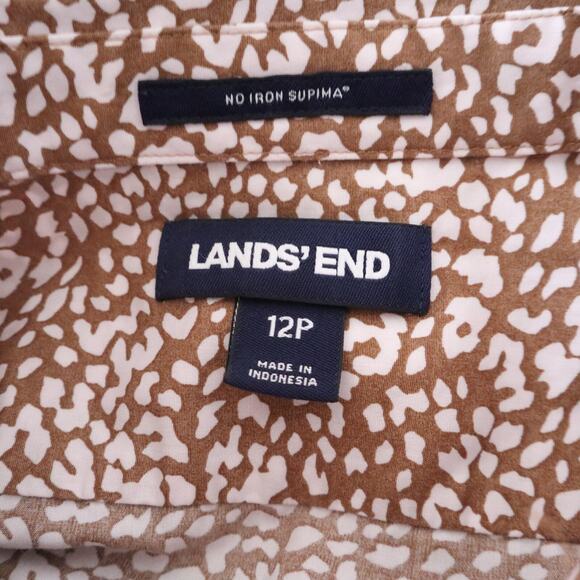 NO IRON SUPIMA®
LANDS' END
12P
MADE IN
INDONESIA